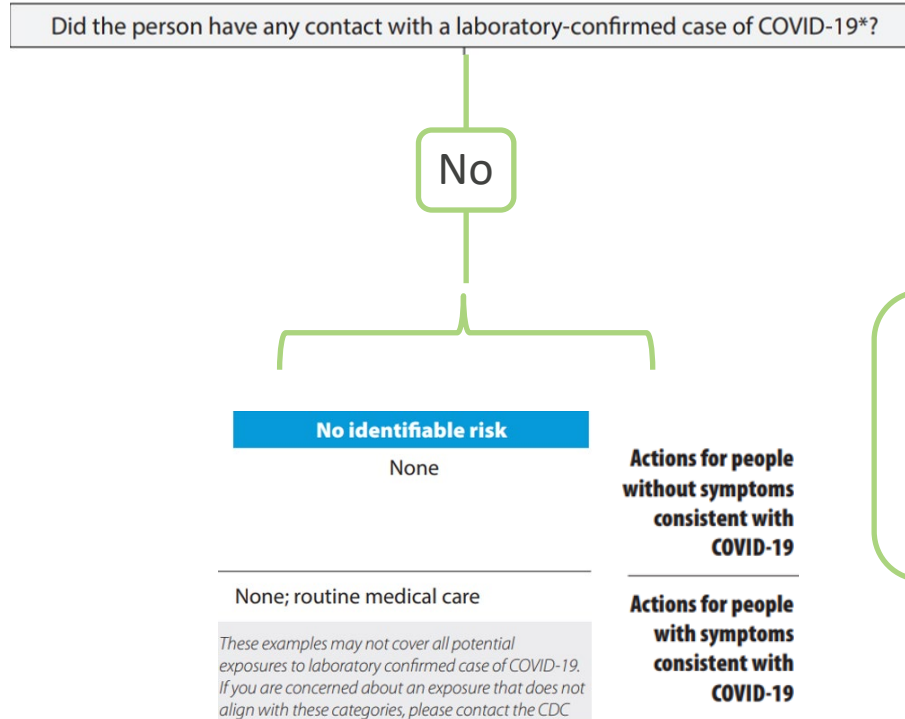 Did the person have any contact with a laboratory-confirmed case of COVID-19*?
No
No identifiable risk
None
Actions for people
without symptoms
consistent with
COVID-19
None; routine medical care
Actions for people
with symptoms
consistent with
COVID-19
These examples may not cover all potential
exposures to laboratory confirmed case of COVID-19.
If you are concerned about an exposure that does not
align with these categories, please contact the CDC